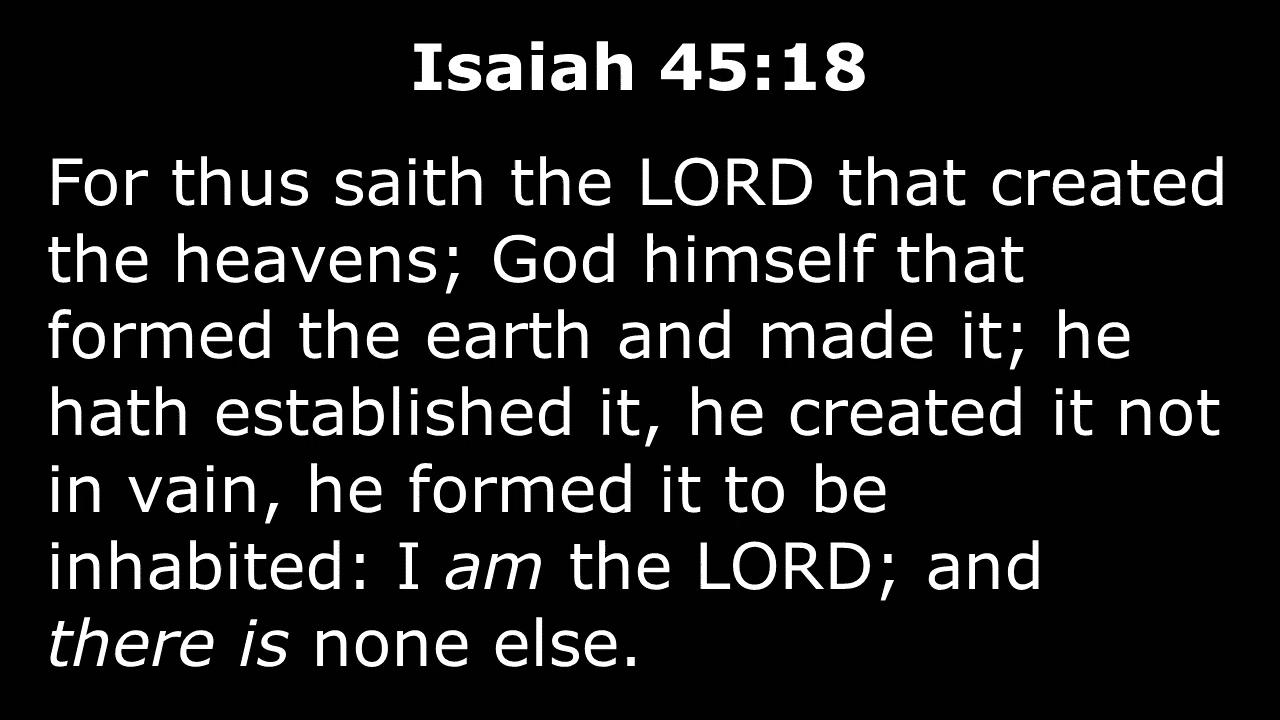 Isaiah 45:18
For thus saith the LORD that created
the heavens; God himself that
formed the earth and made it; he
hath established it, he created it not
in vain, he formed it to be
inhabited: I am the LORD; and
there is none else.